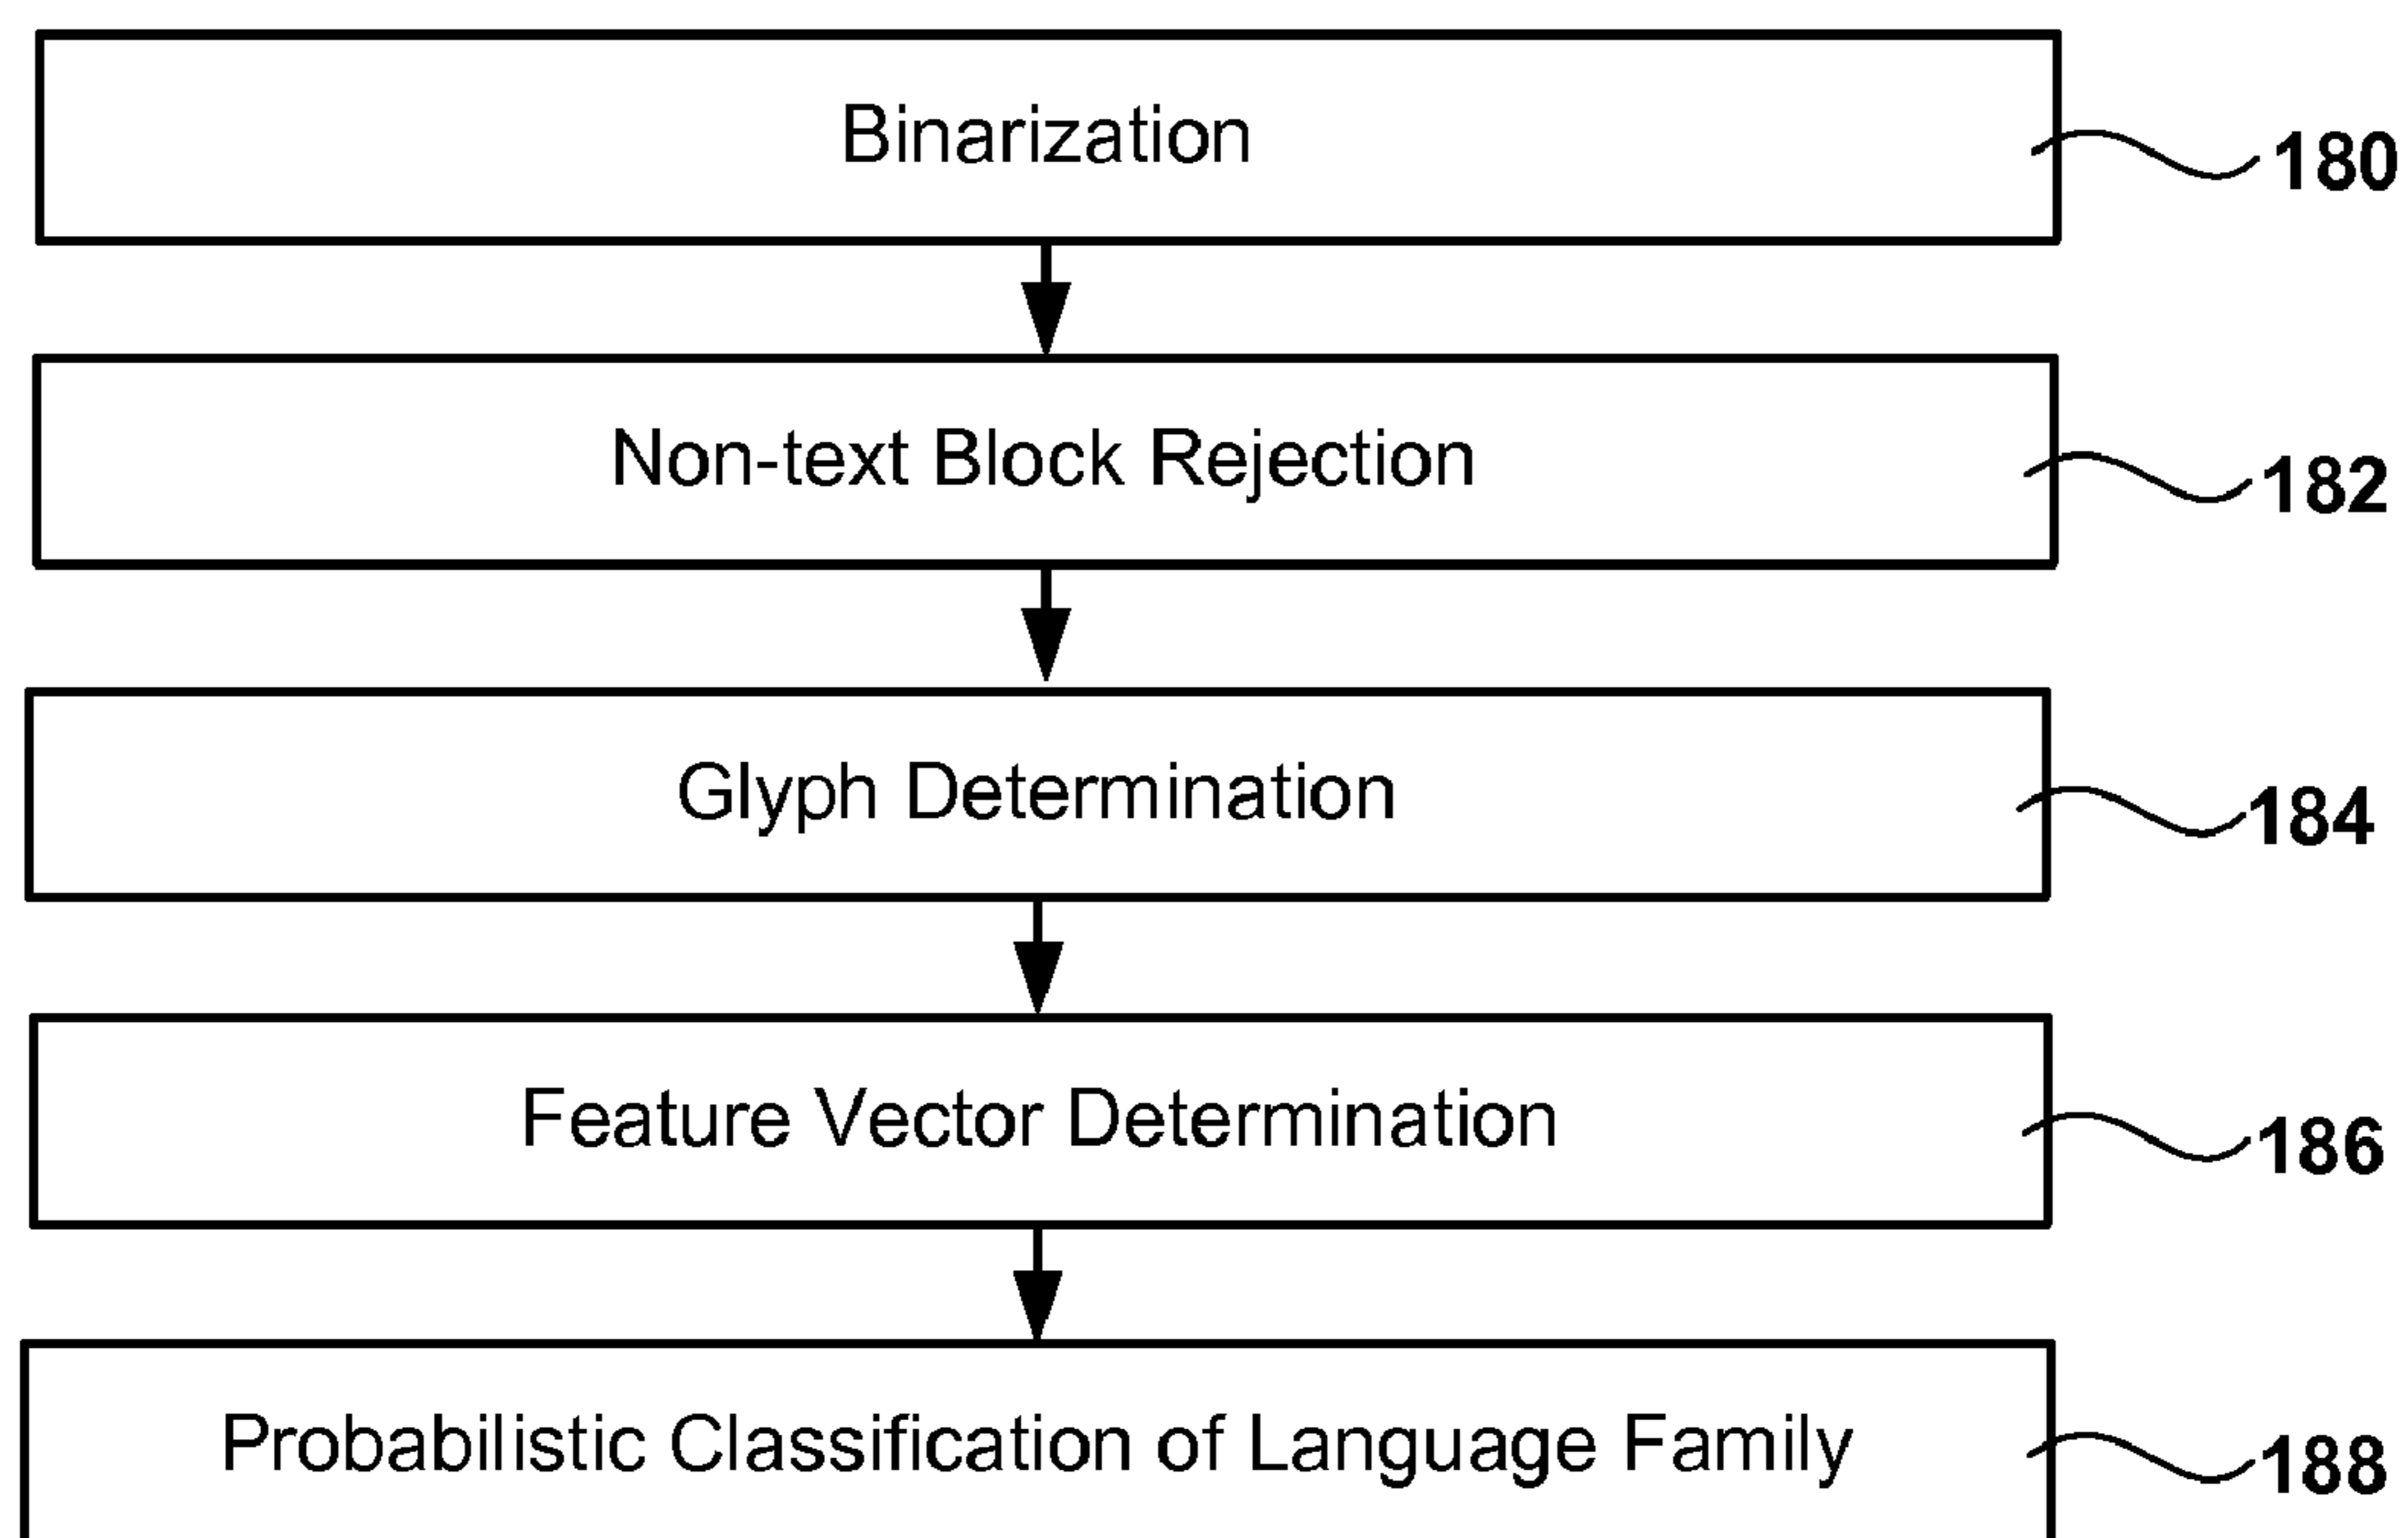 Binarization
180
Non-text Block Rejection
182
Glyph Determination
184
Feature Vector Determination
186
Probabilistic Classification of Language Family
188